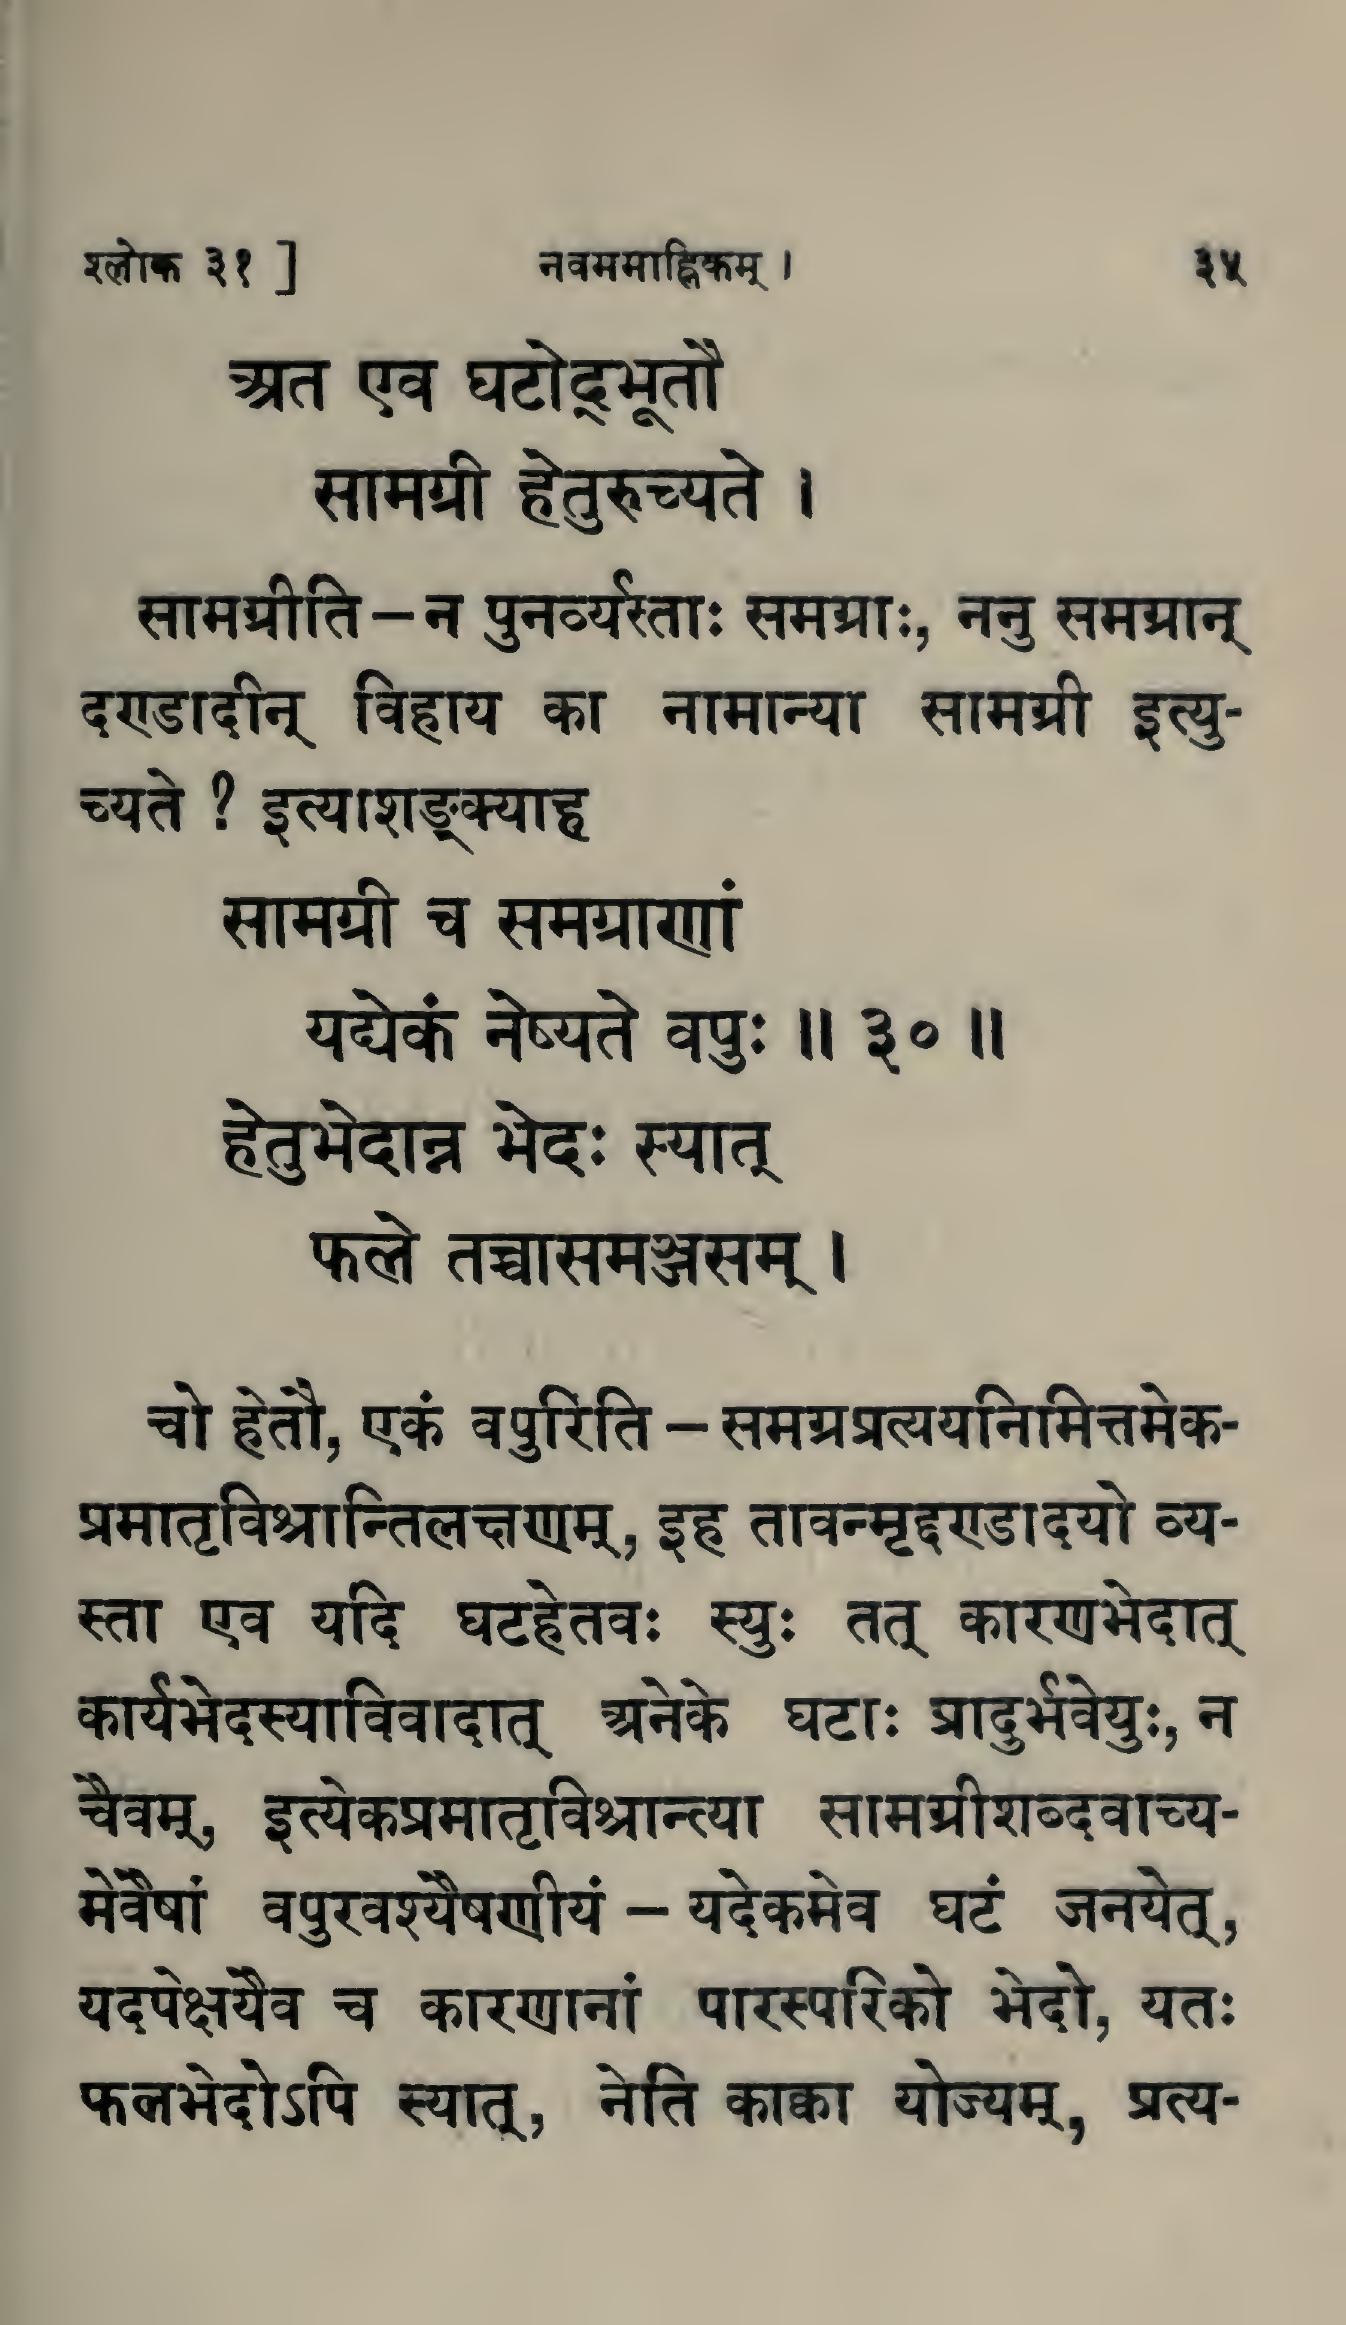 श्लोक ३१ ] नवममाह्निकम् । ३५
अत एव घटोद्भूतौ
सामग्री हेतुरुच्यते ।
सामग्रीति – न पुनर्व्यस्ताः समग्राः, ननु समग्रान्
दण्डादीन् विहाय का नामान्या सामग्री इत्यु-
च्यते ? इत्याशङ्क्याह
सामग्री च समग्राणां
यद्येकं नेष्यते वपुः ॥ ३० ॥
हेतुभेदान्न भेदः स्यात्
फले तच्चासमञ्जसम् ।
चो हेतौ, एकं वपुरिति – समग्रप्रत्ययनिमित्तमेक-
प्रमातृविश्रान्तिलक्षणम्, इह तावन्मृद्दण्डादयो व्य-
स्ता एव यदि घटहेतवः स्युः तत् कारणभेदात्
कार्यभेदस्याविवादात् अनेके घटाः प्रादुर्भवेयुः, न
चैवम्, इत्येकप्रमातृविश्रान्त्या सामग्रीशब्दवाच्य-
मेवैषां वपुरवश्यैषणीयं – यदेकमेव घटं जनयेत्,
यदपेक्षयैव च कारणानां पारस्परिको भेदो, यतः
फलभेदोऽपि स्यात्, नेति काक्का योज्यम्, प्रत्य-